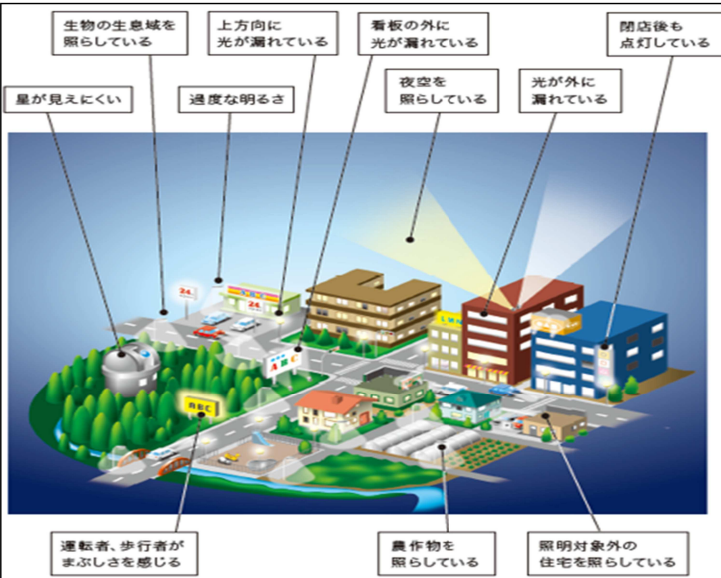 生物の生息域を
照らしている
上方向に
光が漏れている
看板の外に
光が漏れている
閉店後も
点灯している
星が見えにくい
過度な明るさ
夜空を
照らしている
光が外に
漏れている
24
24
ABC
ABC
運転者、歩行者が
まぶしさを感じる
農作物を
照らしている
照明対象外の
住宅を照らしている